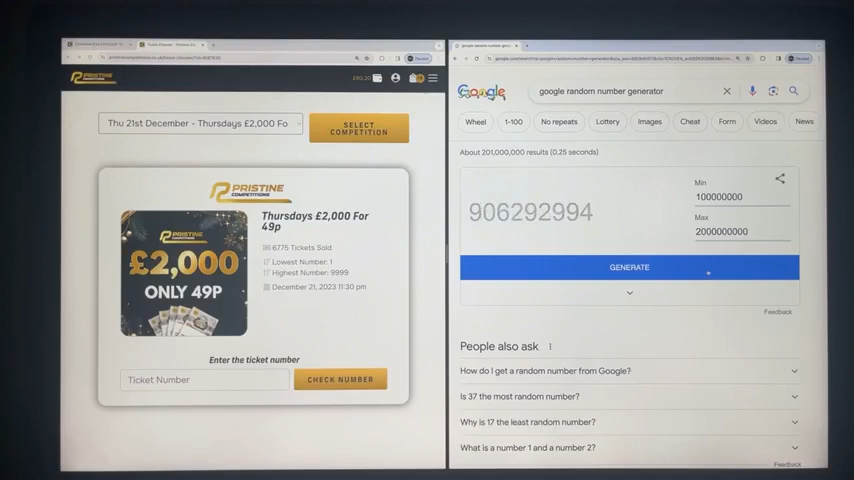 PRISTINE
COMPETITIONS
Thu 21st December - Thursdays £2,000 Fo
SELECT
COMPETITION
PRISTINE
COMPETITIONS
Thursdays £2,000 For
49p
6775 Tickets Sold
Lowest Number: 1
Highest Number: 9999
December 21, 2023 11:30 pm
PRISTINE
COMPETITIONS
£2,000
ONLY 49P
Enter the ticket number
Ticket Number
CHECK NUMBER
Google
google random number generator
Wheel
1-100
No repeats
Lottery
Images
Cheat
Form
Videos
News
About 201,000,000 results (0.25 seconds)
906292994
Min
100000000
Max
2000000000
GENERATE
Feedback
People also ask
How do I get a random number from Google?
Is 37 the most random number?
Why is 17 the least random number?
What is a number 1 and a number 2?
Feedback